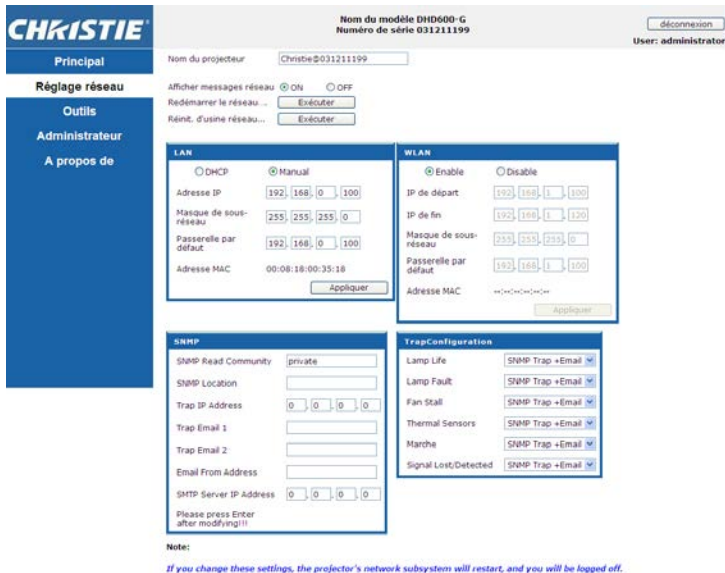 CHRISTIE
Nom du modèle DHD600-G
Numéro de série 031211199
déconnexion
User: administrator
Principal
Réglage réseau
Outils
Administrateur
A propos de
Nom du projecteur Christie@031211199
Afficher messages réseau ON OFF
Redémarrer le réseau... Exécuter
Réinit. d'usine réseau... Exécuter
LAN
DHCP Manual
Adresse IP 192. 168. 0 . 100
Masque de sous-
réseau 255. 255. 255. 0
Passerelle par
défaut 192. 168. 0 . 100
Adresse MAC 00:08:18:00:35:18
Appliquer
WLAN
Enable Disable
IP de départ 192. 168. 1 . 100
IP de fin 192. 168. 1 . 120
Masque de sous-
réseau 255. 255. 255. 0
Passerelle par
défaut 192. 168. 1 . 100
Adresse MAC --:--:--:--:--:--
Appliquer
SNMP
SNMP Read Community private
SNMP Location
Trap IP Address 0 . 0 . 0 . 0
Trap Email 1
Trap Email 2
Email From Address
SMTP Server IP Address 0 . 0 . 0 . 0
Please press Enter
after modifying!!!
TrapConfiguration
Lamp Life SNMP Trap +Email
Lamp Fault SNMP Trap +Email
Fan Stall SNMP Trap +Email
Thermal Sensors SNMP Trap +Email
Marche SNMP Trap +Email
Signal Lost/Detected SNMP Trap +Email
Note:
If you change these settings, the projector's network subsystem will restart, and you will be logged off.